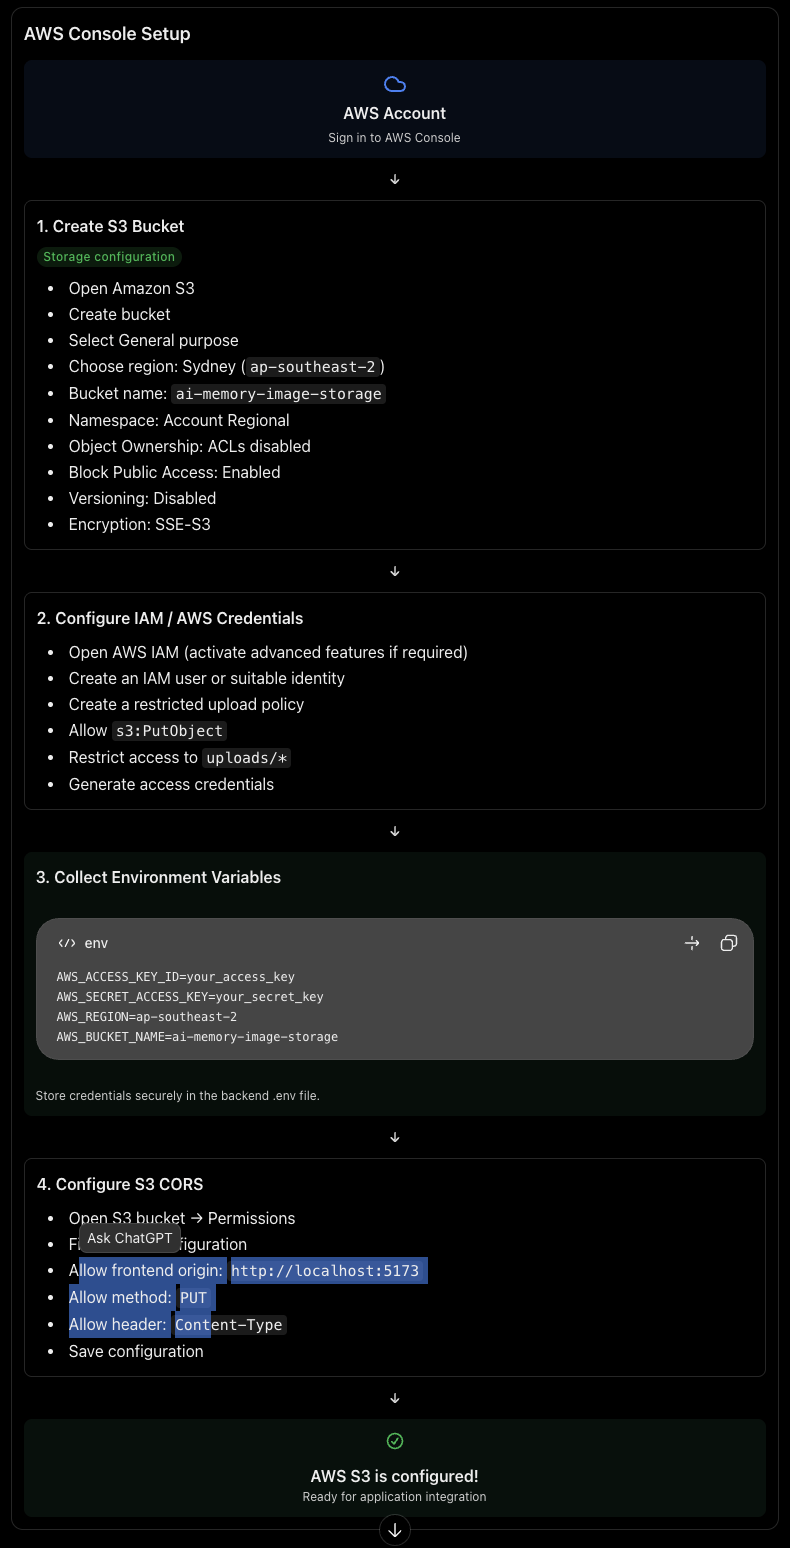 AWS Console Setup
AWS Account
Sign in to AWS Console
1. Create S3 Bucket
Storage configuration
• Open Amazon S3
• Create bucket
• Select General purpose
• Choose region: Sydney (ap-southeast-2)
• Bucket name: ai-memory-image-storage
• Namespace: Account Regional
• Object Ownership: ACLs disabled
• Block Public Access: Enabled
• Versioning: Disabled
• Encryption: SSE-S3
2. Configure IAM / AWS Credentials
• Open AWS IAM (activate advanced features if required)
• Create an IAM user or suitable identity
• Create a restricted upload policy
• Allow s3:PutObject
• Restrict access to uploads/*
• Generate access credentials
3. Collect Environment Variables
env
AWS_ACCESS_KEY_ID=your_access_key
AWS_SECRET_ACCESS_KEY=your_secret_key
AWS_REGION=ap-southeast-2
AWS_BUCKET_NAME=ai-memory-image-storage
Store credentials securely in the backend .env file.
4. Configure S3 CORS
• Open S3 bucket → Permissions
Ask ChatGPT
• Allow frontend origin: http://localhost:5173
• Allow method: PUT
• Allow header: Content-Type
• Save configuration
AWS S3 is configured!
Ready for application integration